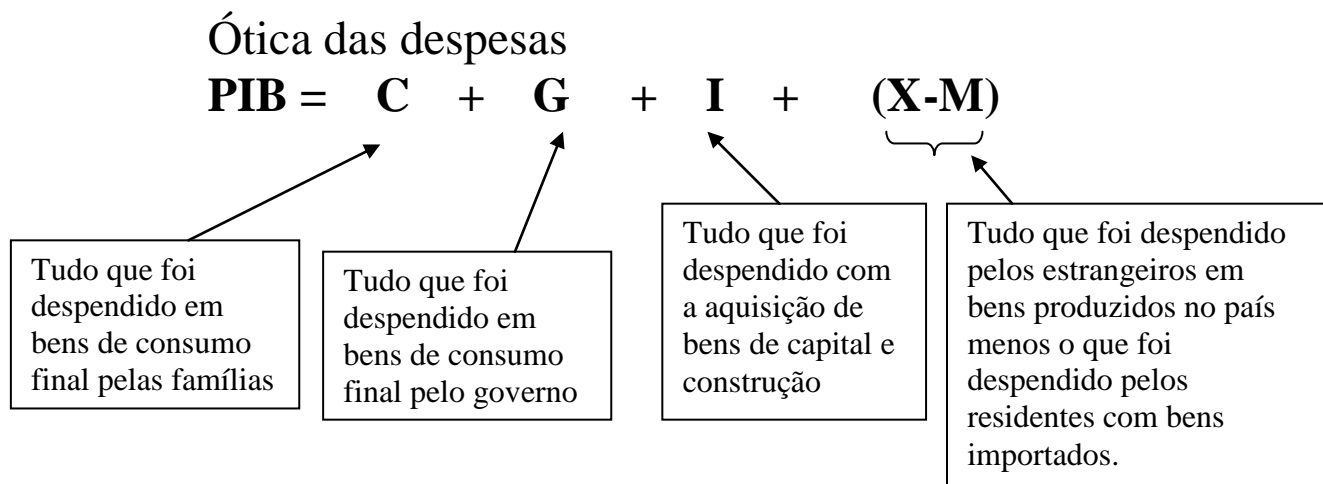 Ótica das despesas
PIB = C + G + I + (X-M)
Tudo que foi
despendido em
bens de consumo
final pelas famílias
Tudo que foi
despendido em
bens de consumo
final pelo governo
Tudo que foi
despendido com
a aquisição de
bens de capital e
construção
Tudo que foi despendido
pelos estrangeiros em
bens produzidos no país
menos o que foi
despendido pelos
residentes com bens
importados.